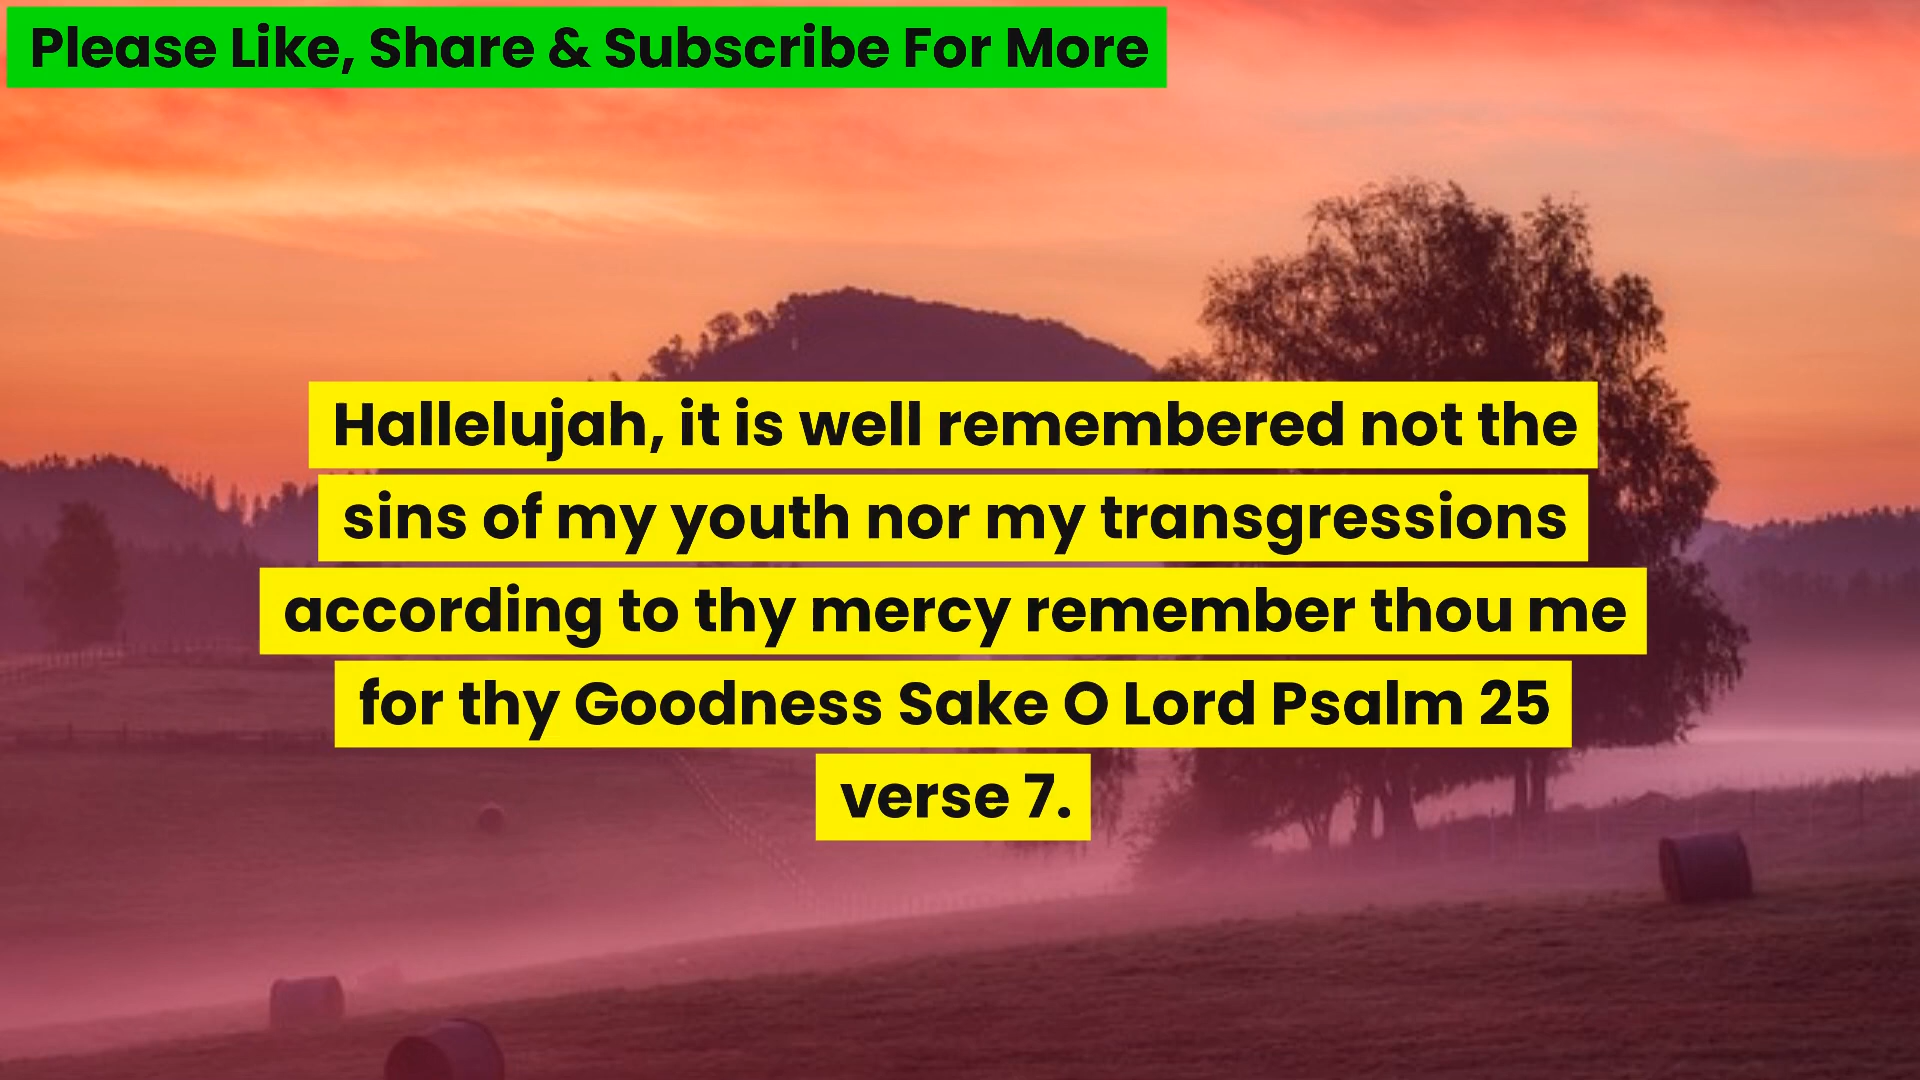 Please Like, Share & Subscribe For More
Hallelujah, it is well remembered not the
sins of my youth nor my transgressions
according to thy mercy remember thou me
for thy Goodness Sake O Lord Psalm 25
verse 7.